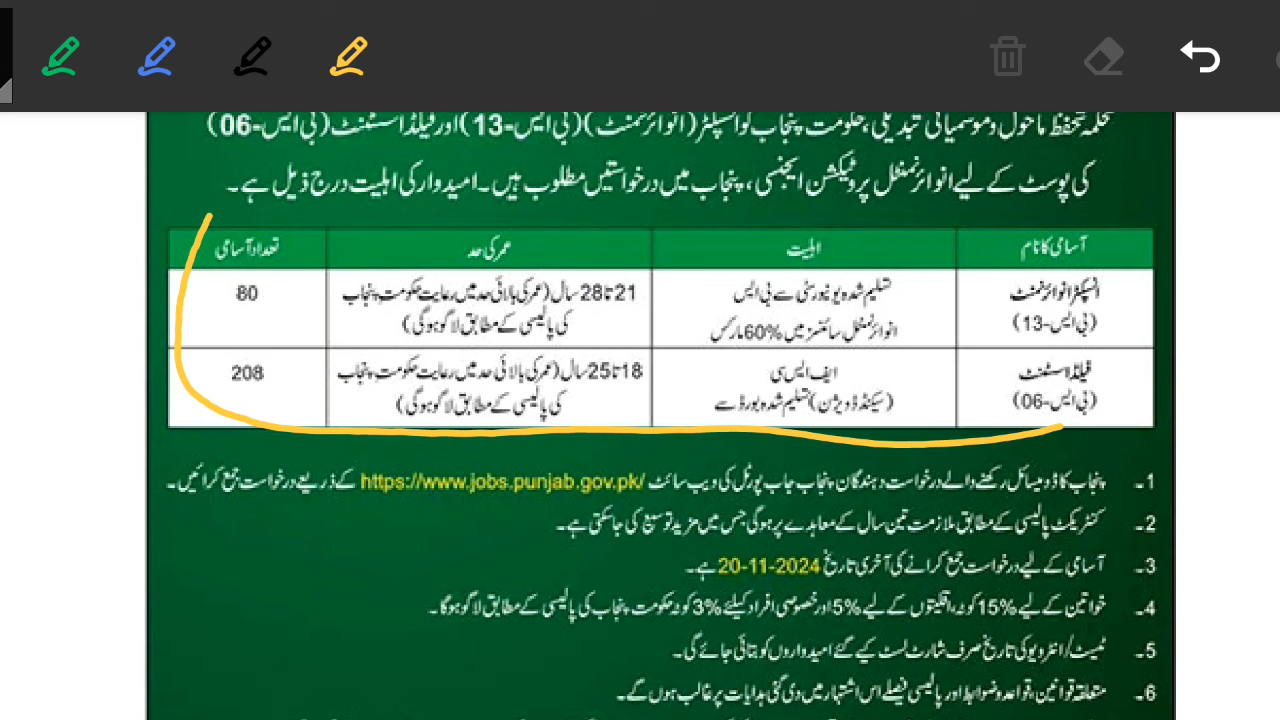 محکمہ تحفظ ماحول و موسمیاتی تبدیلی، حکومت پنجاب کو انسپکٹر (انوائرنمنٹ) (بی ایس-13) اور فیلڈ اسسٹنٹ (بی ایس-06)
کی پوسٹ کے لیے انوائرنمنٹل پروٹیکشن ایجنسی، پنجاب میں درخواستیں مطلوب ہیں۔ امیدوار کی اہلیت درج ذیل ہے۔
آسامی کا نام اہلیت عمر کی حد تعداد آسامی
انسپکٹر انوائرنمنٹ تسلیم شدہ یونیورسٹی سے بی ایس 21 تا 28 سال (عمر کی بالائی حد میں رعایت حکومت پنجاب 80
(بی ایس-13) انوائرنمنٹل سائنسز میں %60 مارکس کی پالیسی کے مطابق لاگو ہوگی)
فیلڈ اسسٹنٹ ایف ایس سی 18 تا 25 سال (عمر کی بالائی حد میں رعایت حکومت پنجاب 208
(بی ایس-06) (سیکنڈ ڈویژن) تسلیم شدہ بورڈ سے کی پالیسی کے مطابق لاگو ہوگی)
1۔ پنجاب کا ڈومیسائل رکھنے والے درخواست دہندگان پنجاب جاب پورٹل کی ویب سائٹ https://www.jobs.punjab.gov.pk/ کے ذریعے درخواست جمع کرائیں۔
2۔ کنٹریکٹ پالیسی کے مطابق ملازمت تین سال کے معاہدے پر ہوگی جس میں مزید توسیع کی جاسکتی ہے۔
3۔ آسامی کے لیے درخواست جمع کرانے کی آخری تاریخ 20-11-2024 ہے۔
4۔ خواتین کے لیے %15 کوٹہ، اقلیتوں کے لیے %5 اور خصوصی افراد کیلئے %3 کوٹہ حکومت پنجاب کی پالیسی کے مطابق لاگو ہوگا۔
5۔ ٹیسٹ/انٹرویو کی تاریخ صرف شارٹ لسٹ کیے گئے امیدواروں کو بتائی جائے گی۔
6۔ متعلقہ قوانین، قواعد و ضوابط اور پالیسی فیصلے اس اشتہار میں دی گئی ہدایات پر غالب ہوں گے۔